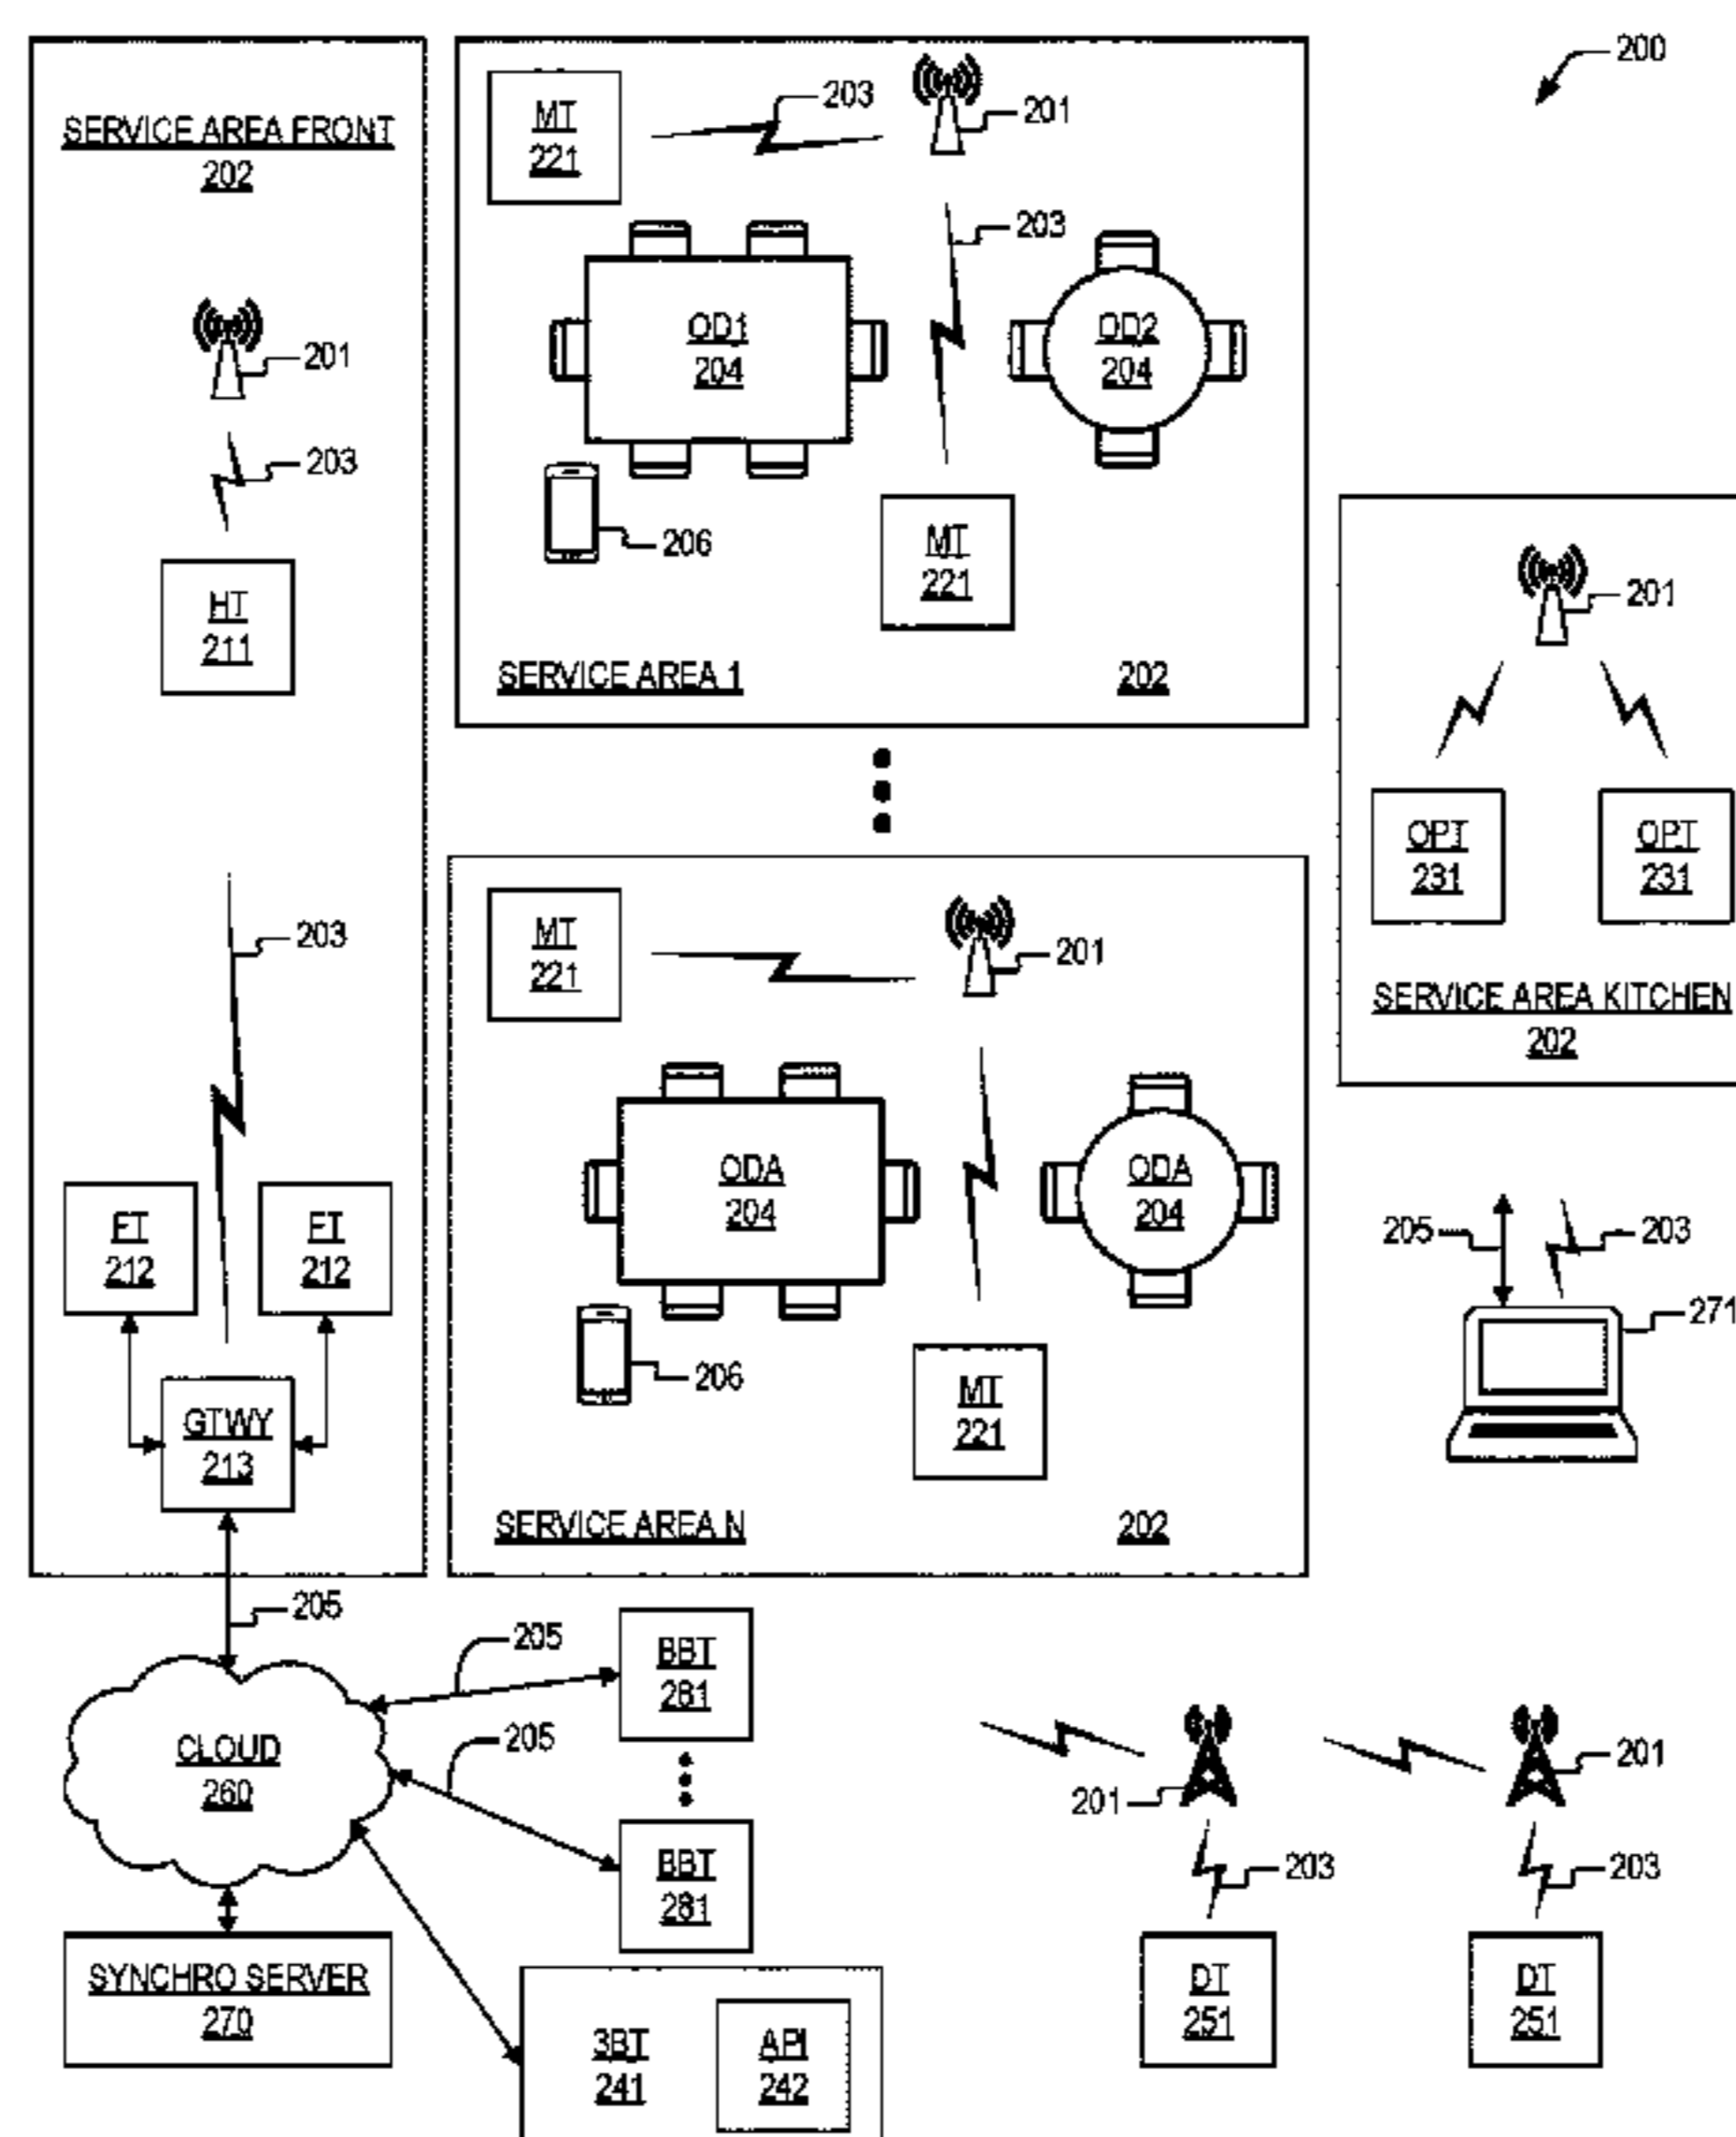 200
SERVICE AREA FRONT
202
201
203
HT
211
203
FT
212
FT
212
GTWY
213
205
MT
221
203
201
203
OD1
204
OD2
204
206
MT
221
SERVICE AREA 1
202
MT
221
201
ODA
204
ODA
204
206
MT
221
SERVICE AREA N
202
201
OPT
231
OPT
231
SERVICE AREA KITCHEN
202
205
203
271
CLOUD
260
205
BBT
281
205
BBT
281
SYNCHRO SERVER
270
3BT
241
API
242
201
201
203
203
DT
251
DT
251